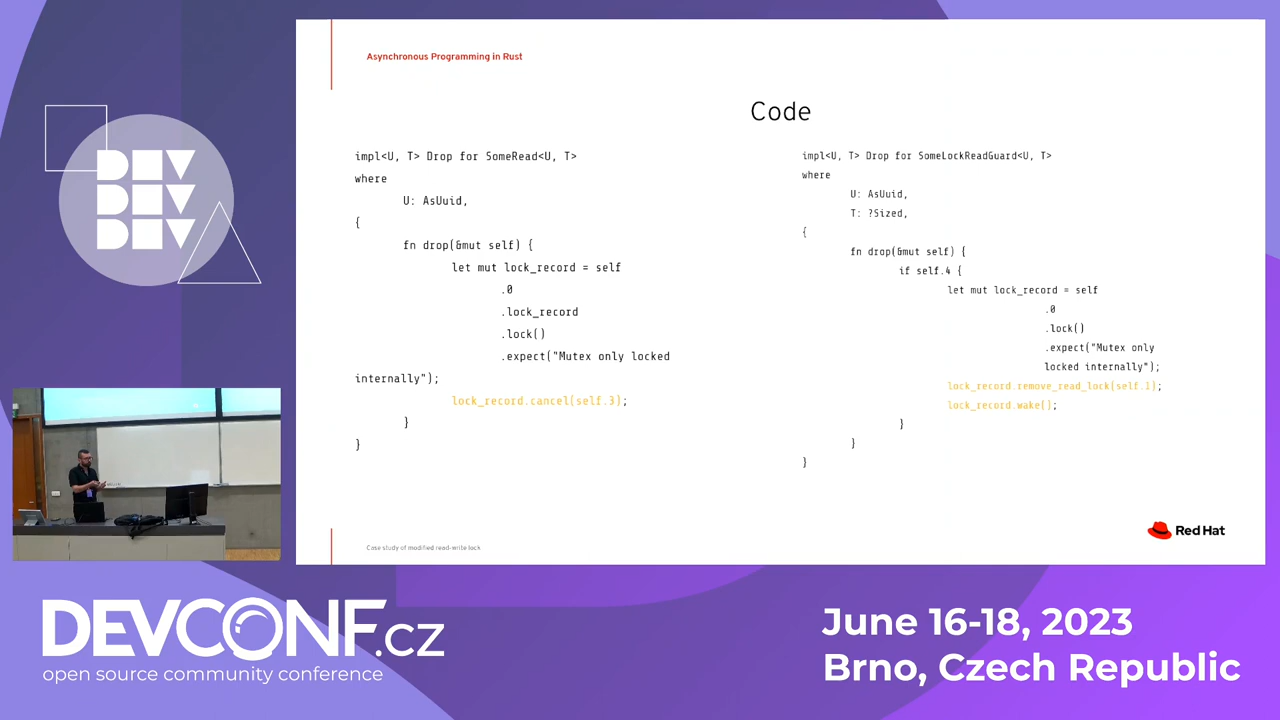 DEV
DEV
DEV
Asynchronous Programming in Rust
Code
impl<U, T> Drop for SomeRead<U, T>
where
U: AsUuid,
{
fn drop(&mut self) {
let mut lock_record = self
.0
.lock_record
.lock()
.expect("Mutex only locked
internally");
lock_record.cancel(self.3);
}
}
impl<U, T> Drop for SomeLockReadGuard<U, T>
where
U: AsUuid,
T: ?Sized,
{
fn drop(&mut self) {
if self.4 {
let mut lock_record = self
.0
.lock()
.expect("Mutex only
locked internally");
lock_record.remove_read_lock(self.1);
lock_record.wake();
}
}
}
Case study of modified read-write lock
Red Hat
DEVCONF.cz
open source community conference
June 16-18, 2023
Brno, Czech Republic